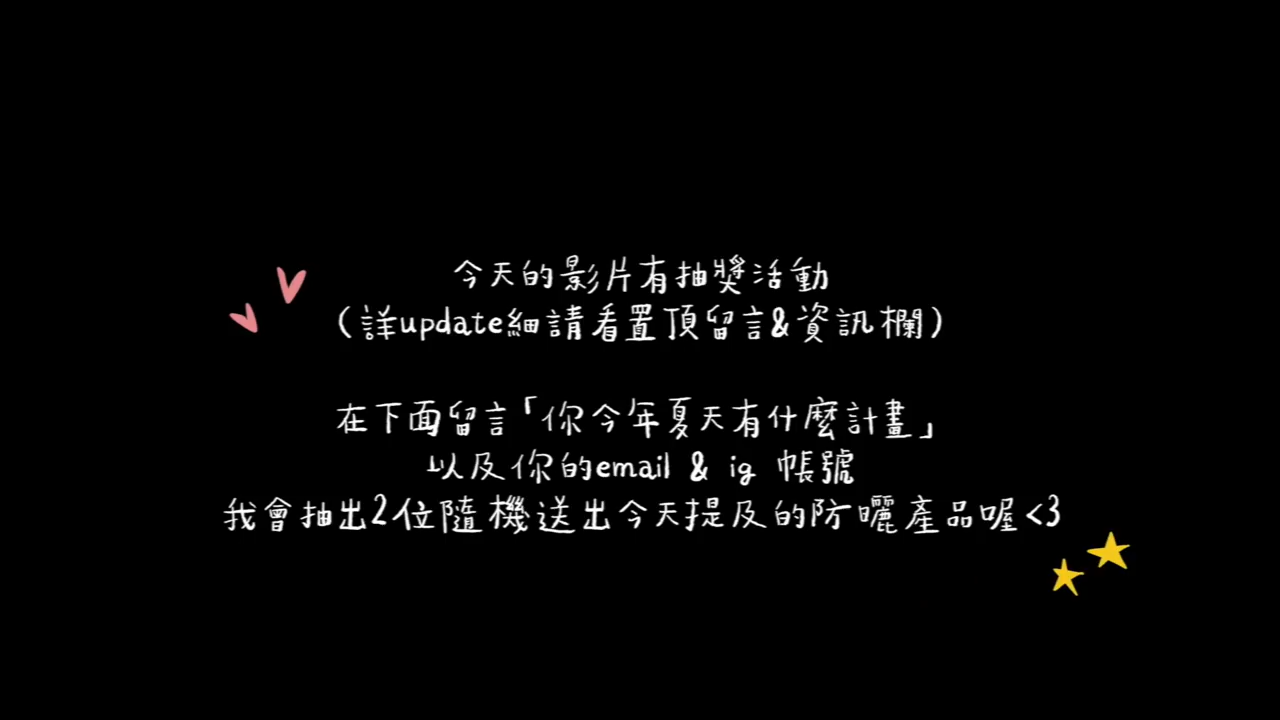 今天的影片有抽獎活動
（詳update細請看置頂留言&資訊欄）
在下面留言「你今年夏天有什麼計畫」
以及你的email & ig 帳號
我會抽出2位隨機送出今天提及的防曬產品喔<3